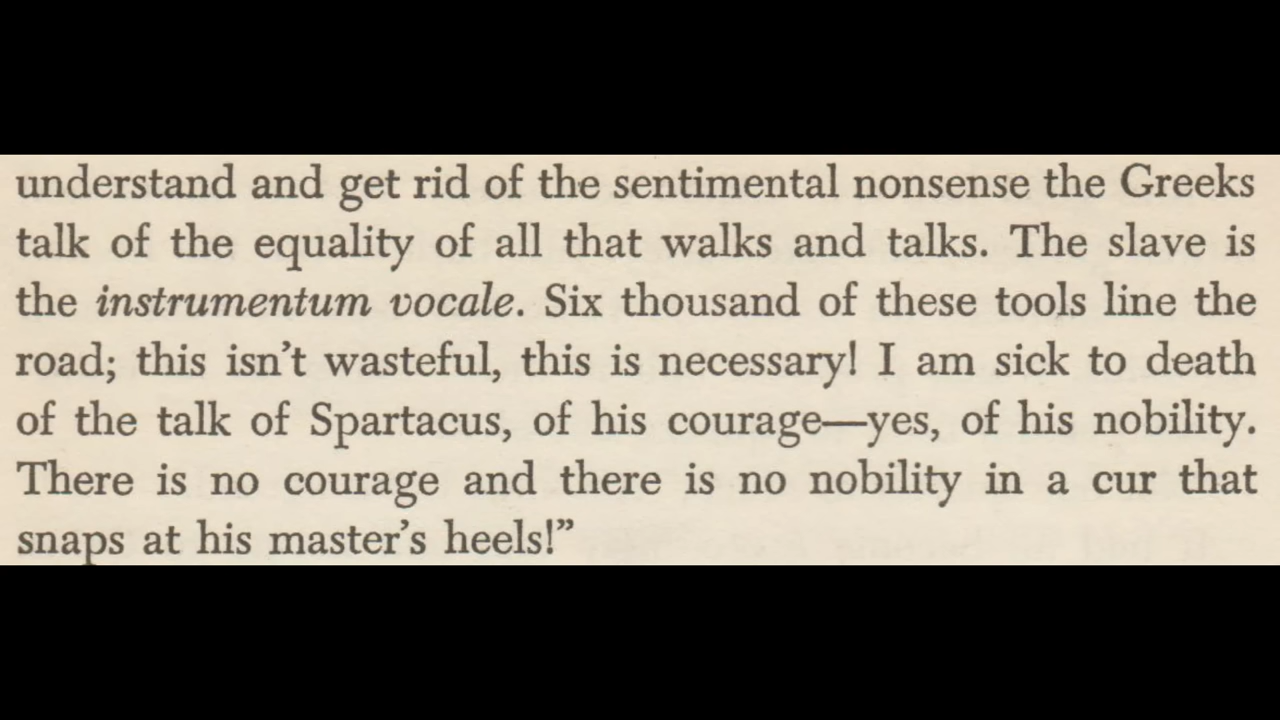 understand and get rid of the sentimental nonsense the Greeks
talk of the equality of all that walks and talks. The slave is
the instrumentum vocale. Six thousand of these tools line the
road; this isn't wasteful, this is necessary! I am sick to death
of the talk of Spartacus, of his courage—yes, of his nobility.
There is no courage and there is no nobility in a cur that
snaps at his master's heels!”